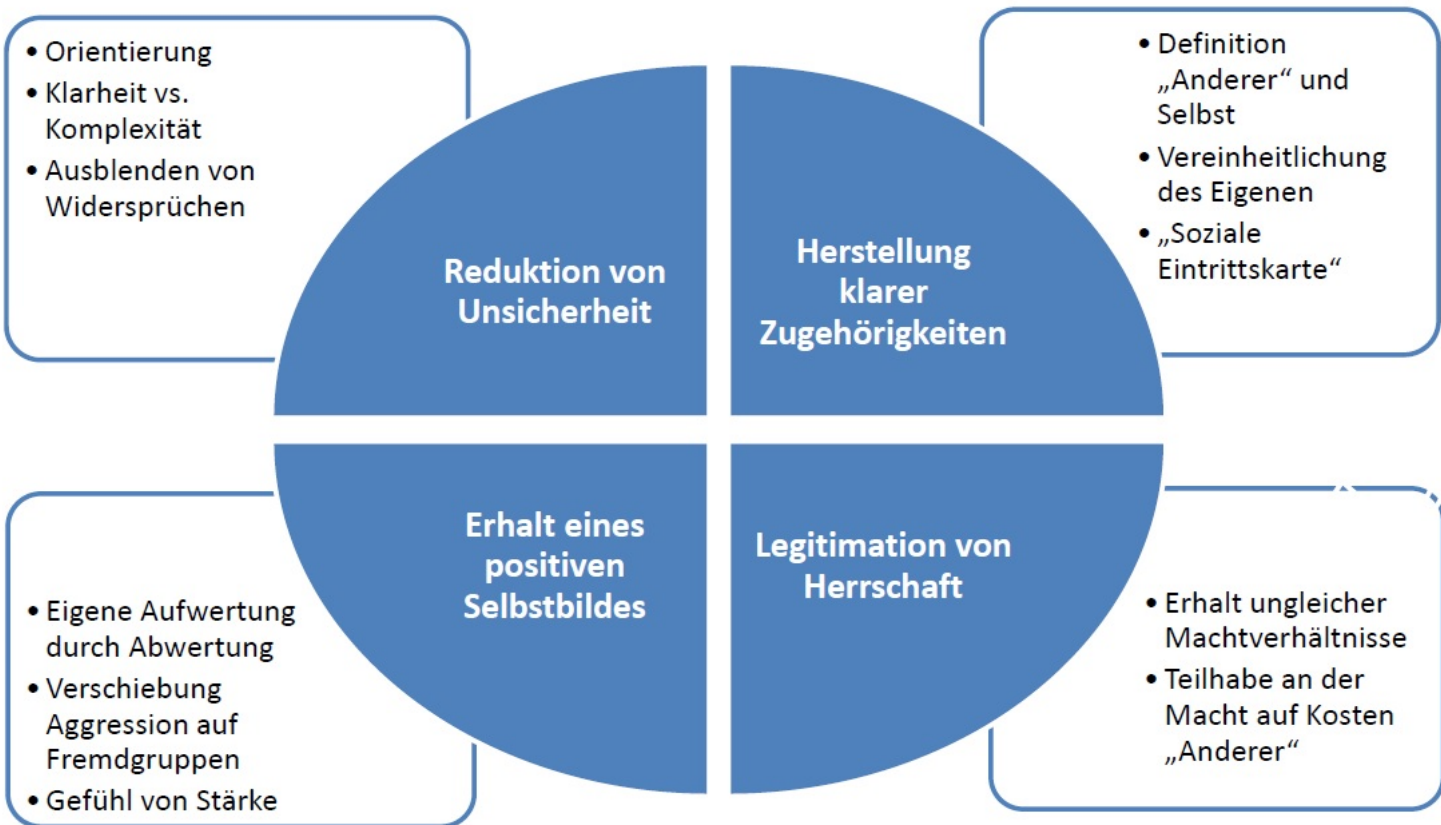 • Orientierung
• Klarheit vs.
Komplexität
• Ausblenden von
Widersprüchen
Reduktion von
Unsicherheit
Herstellung
klarer
Zugehörigkeiten
• Definition
„Anderer“ und
Selbst
• Vereinheitlichung
des Eigenen
• „Soziale
Eintrittskarte“
• Eigene Aufwertung
durch Abwertung
• Verschiebung
Aggression auf
Fremdgruppen
• Gefühl von Stärke
Erhalt eines
positiven
Selbstbildes
Legitimation von
Herrschaft
• Erhalt ungleicher
Machtverhältnisse
• Teilhabe an der
Macht auf Kosten
„Anderer“